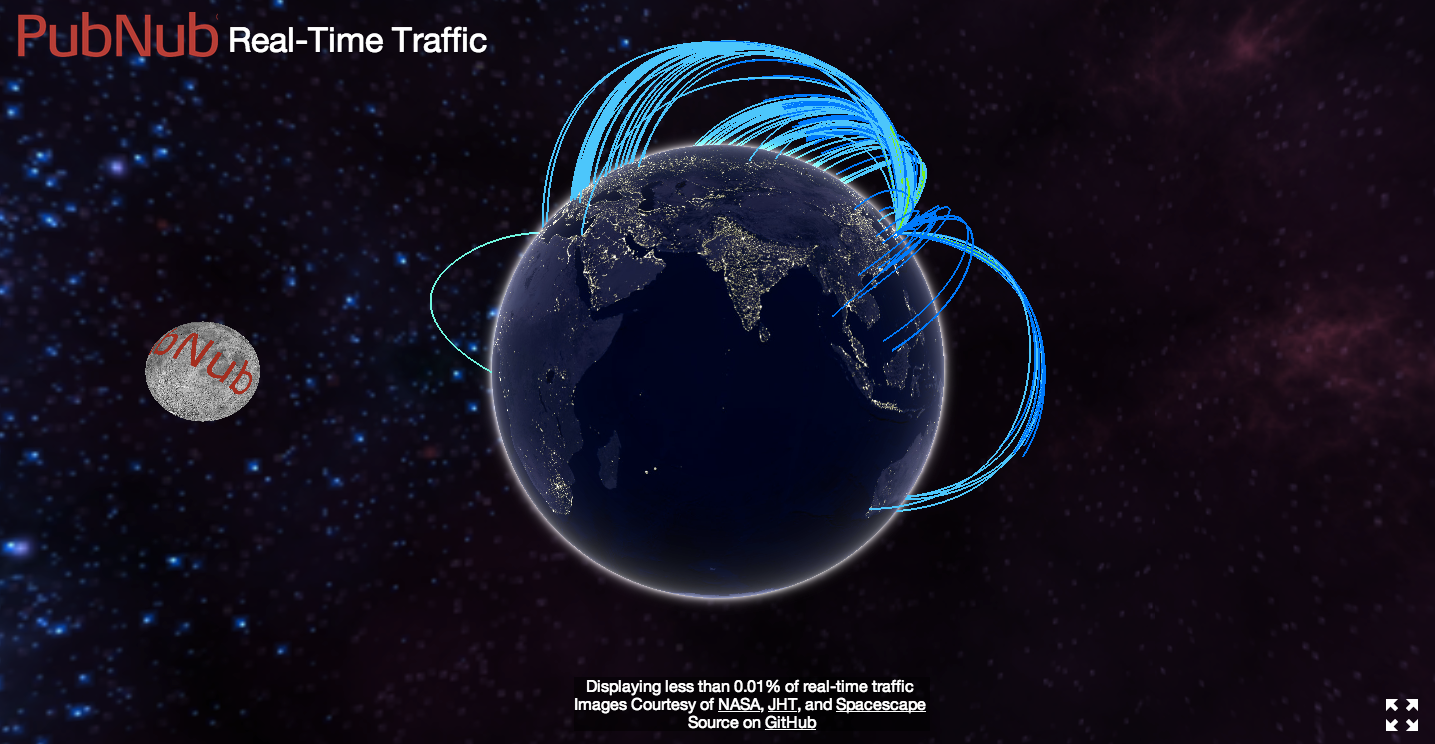 PubNub Real-Time Traffic
bNub
Displaying less than 0.01% of real-time traffic
Images Courtesy of NASA, JHT, and Spacescape
Source on GitHub